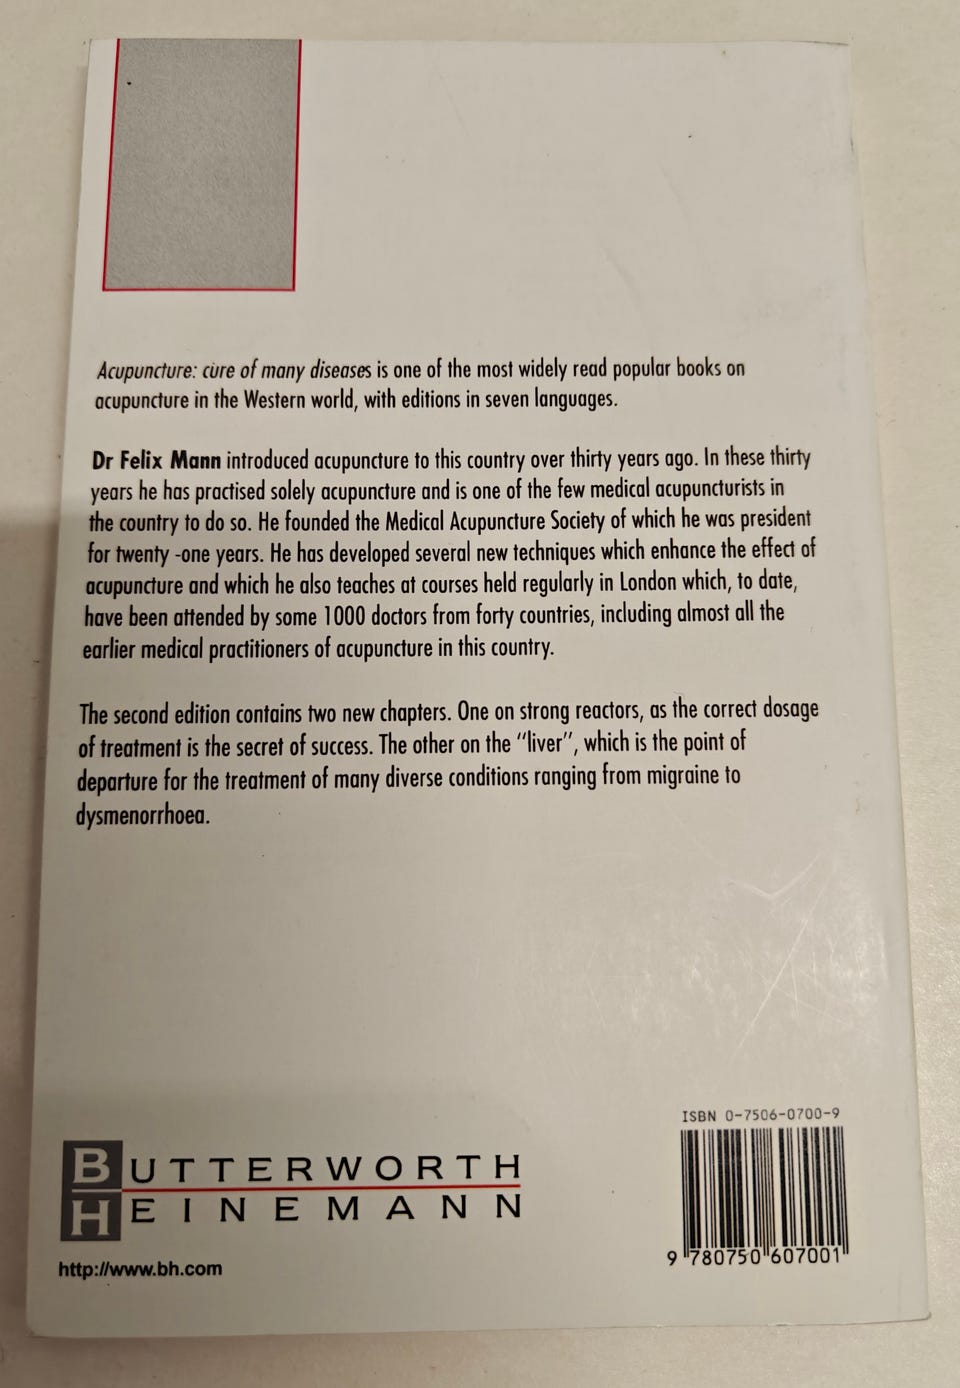 Acupuncture: cure of many diseases is one of the most widely read popular books on
acupuncture in the Western world, with editions in seven languages.
Dr Felix Mann introduced acupuncture to this country over thirty years ago. In these thirty
years he has practised solely acupuncture and is one of the few medical acupuncturists in
the country to do so. He founded the Medical Acupuncture Society of which he was president
for twenty -one years. He has developed several new techniques which enhance the effect of
acupuncture and which he also teaches at courses held regularly in London which, to date,
have been attended by some 1000 doctors from forty countries, including almost all the
earlier medical practitioners of acupuncture in this country.
The second edition contains two new chapters. One on strong reactors, as the correct dosage
of treatment is the secret of success. The other on the "liver", which is the point of
departure for the treatment of many diverse conditions ranging from migraine to
dysmenorrhoea.
BUTTERWORTH
HEINEMANN
http://www.bh.com
ISBN 0-7506-0700-9
9 780750 607001